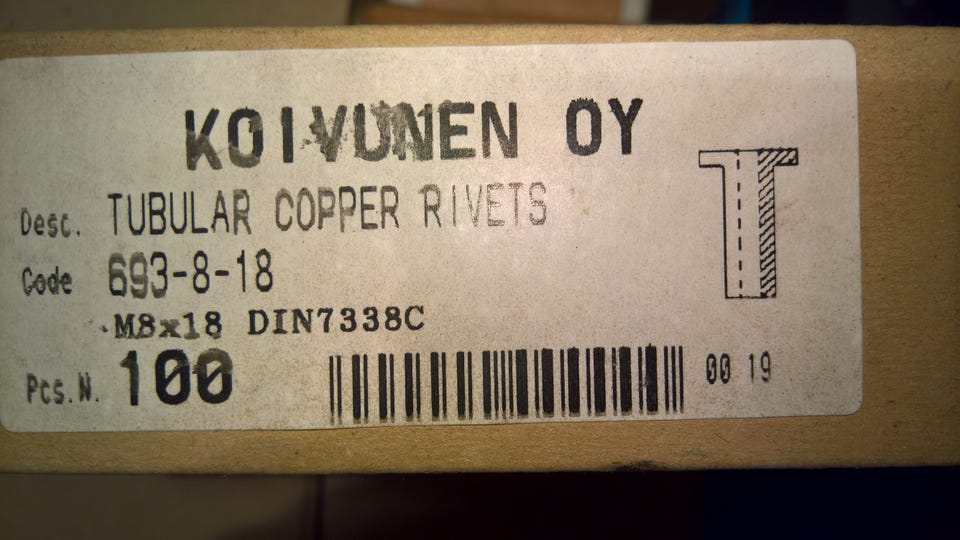 KOIVUNEN OY
Desc. TUBULAR COPPER RIVETS
Code 693-8-18
M8x18 DIN7338C
Pcs.N. 100
00 19